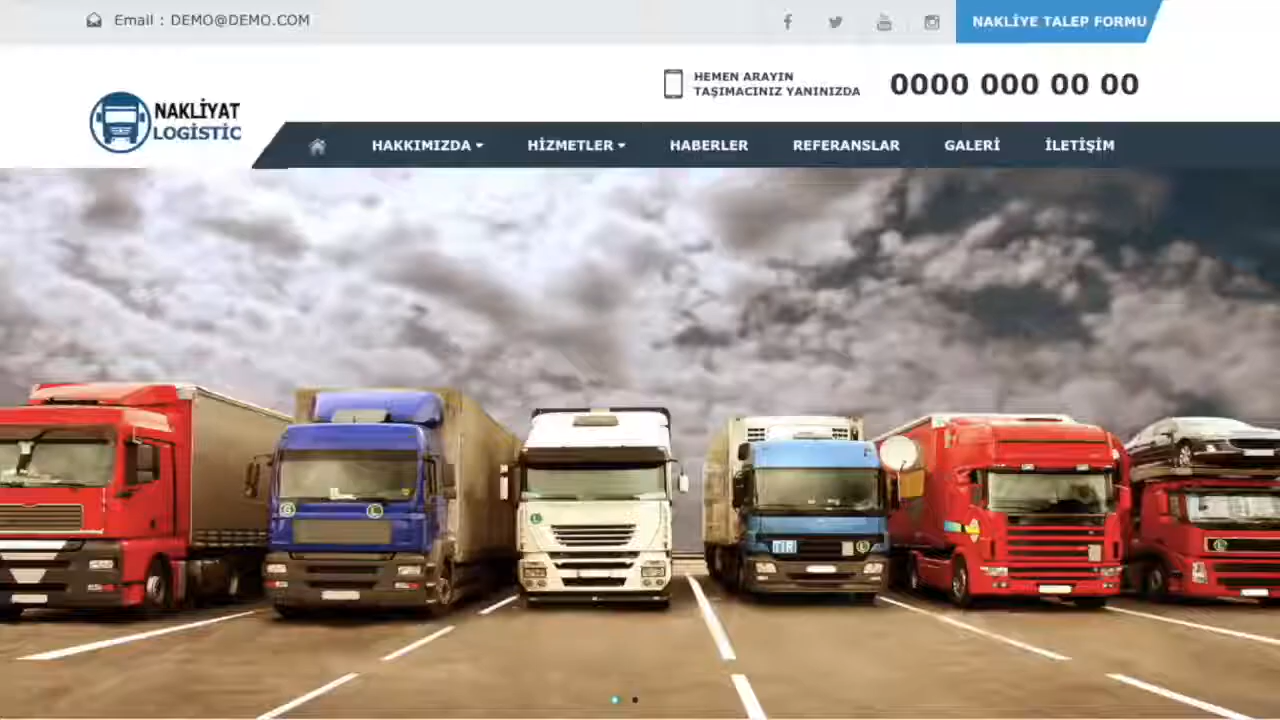 Email : DEMO@DEMO.COM
NAKLİYE TALEP FORMU
HEMEN ARAYIN
TAŞIMACINIZ YANINIZDA
0000 000 00 00
NAKLİYAT
LOGİSTİC
HAKKIMIZDA
HİZMETLER
HABERLER
REFERANSLAR
GALERİ
İLETİŞİM
G
L
L
TIR
L
L